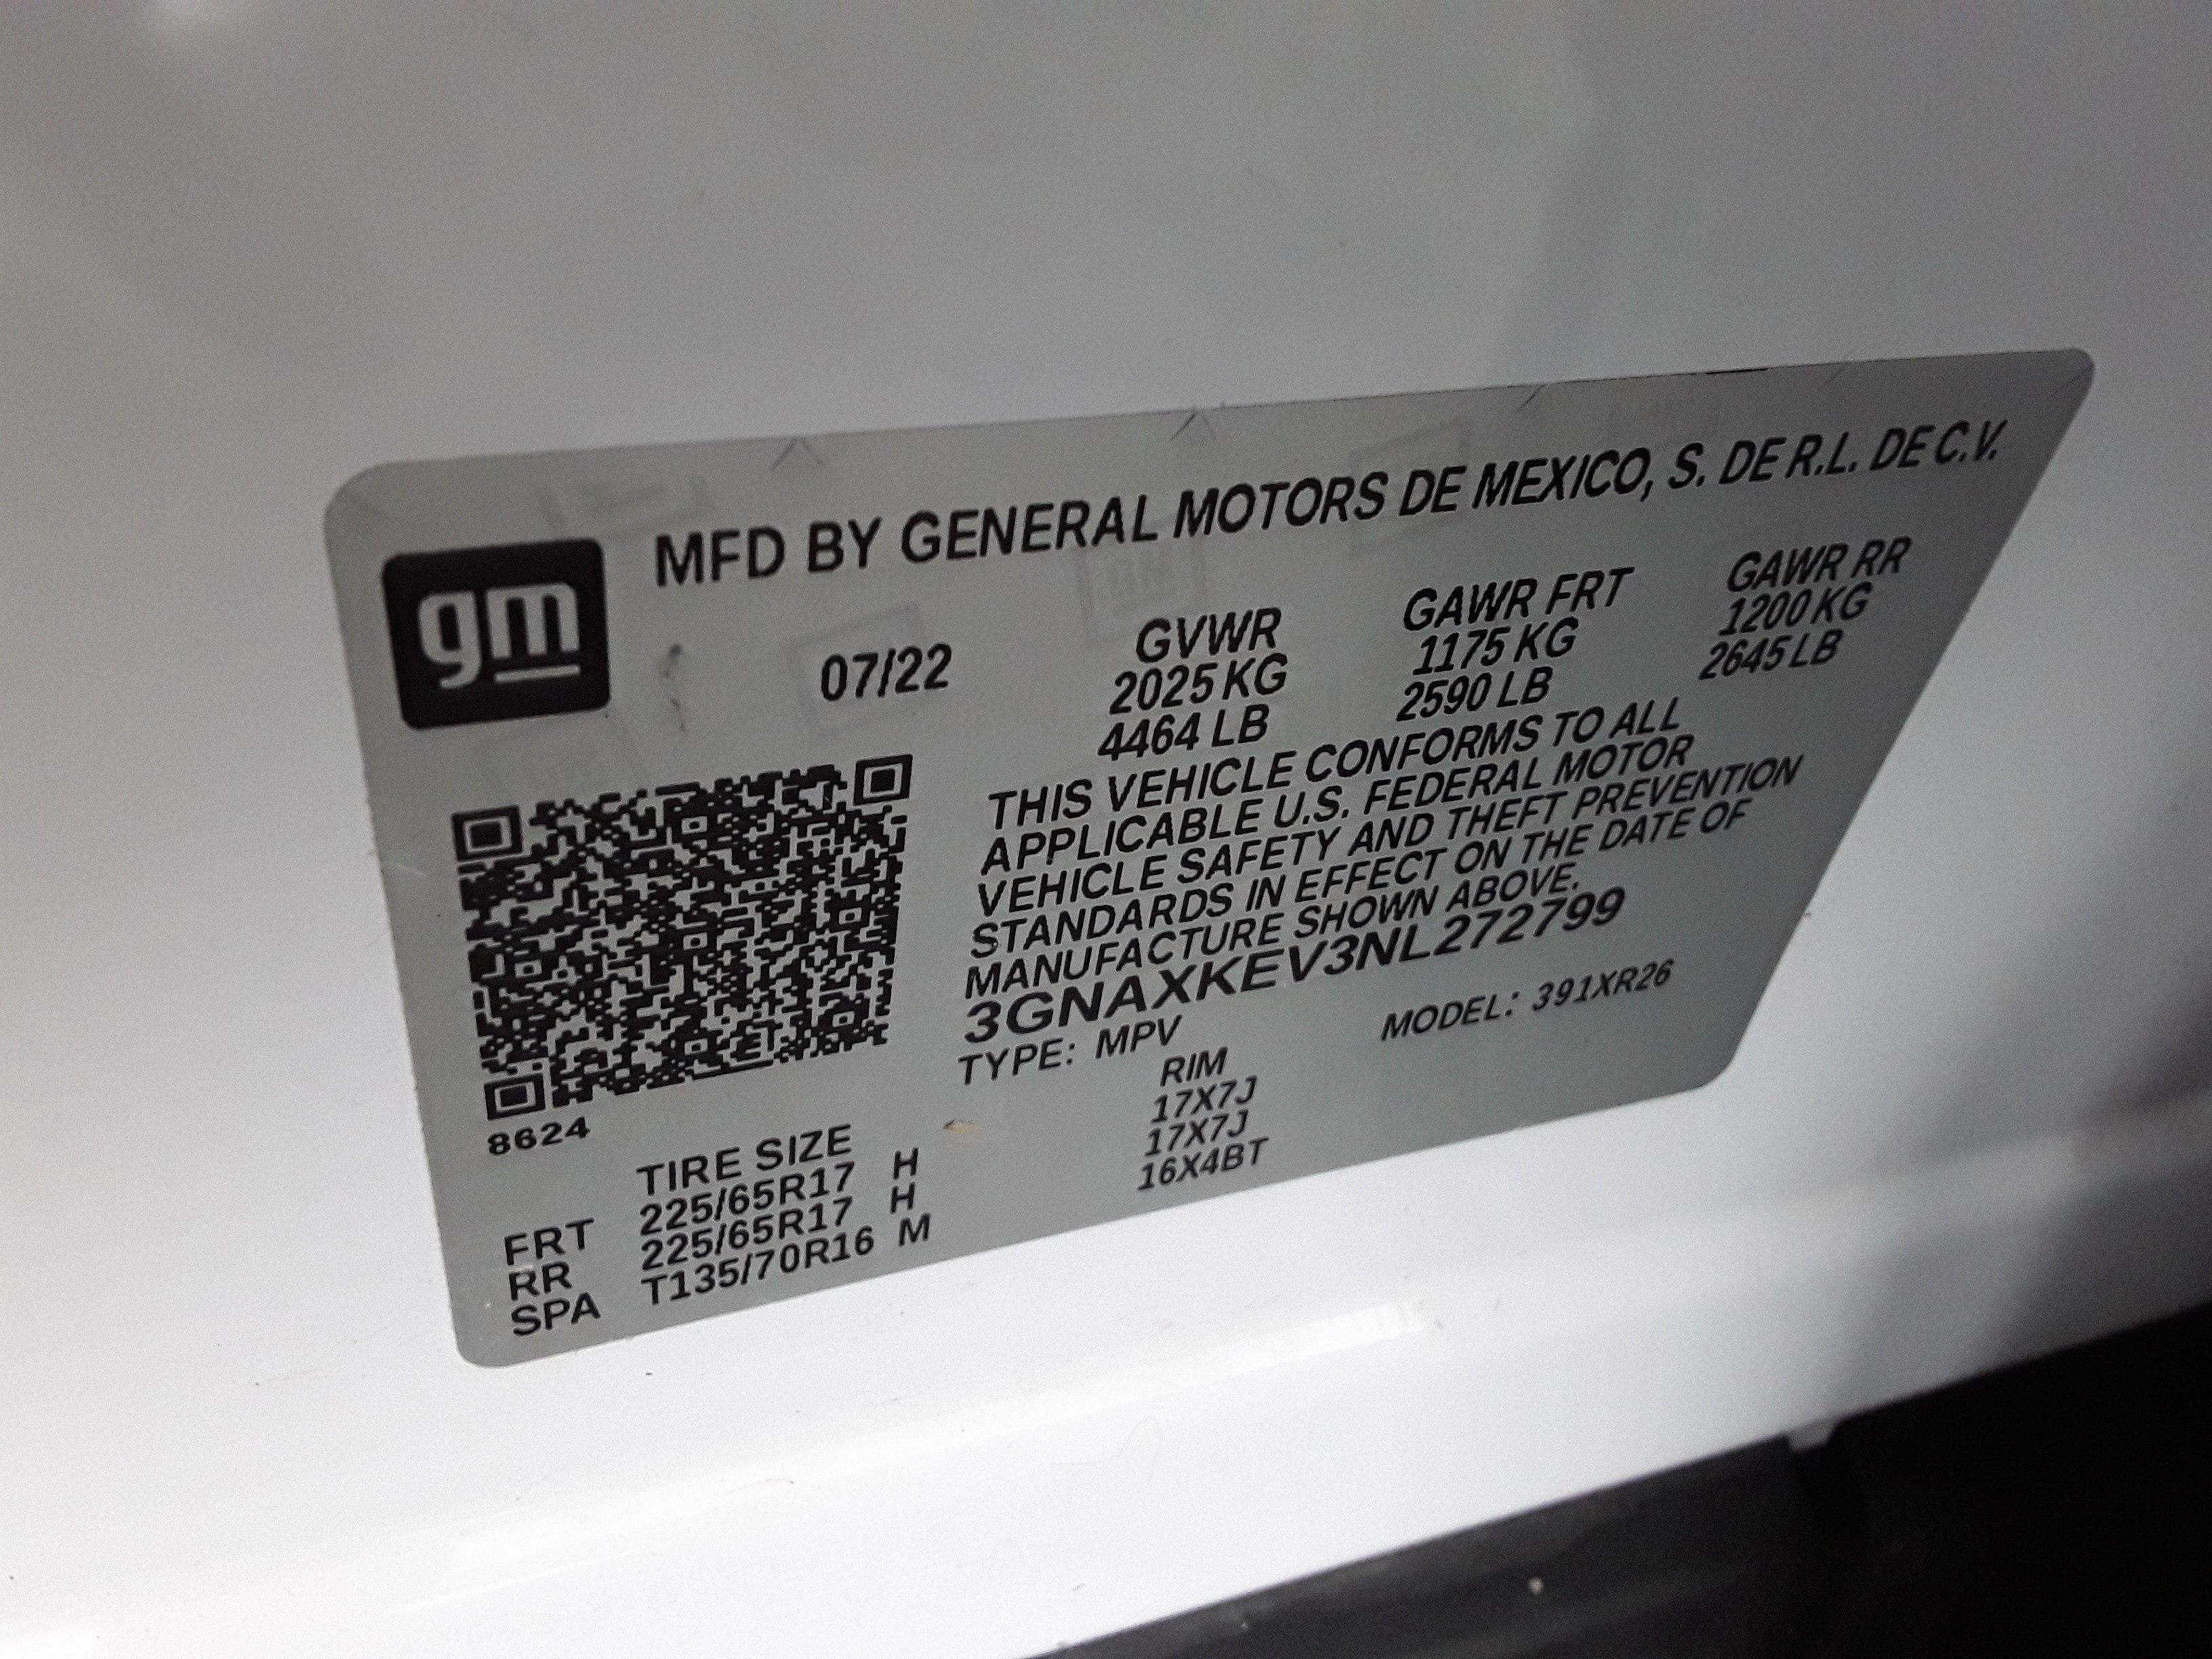 gm
MFD BY GENERAL MOTORS DE MEXICO, S. DE R.L. DE C.V.
07/22 GVWR GAWR FRT GAWR RR
2025 KG 1175 KG 1200 KG
4464 LB 2590 LB 2645 LB
THIS VEHICLE CONFORMS TO ALL
APPLICABLE U.S. FEDERAL MOTOR
VEHICLE SAFETY AND THEFT PREVENTION
STANDARDS IN EFFECT ON THE DATE OF
MANUFACTURE SHOWN ABOVE.
3GNAXKEV3NL272799
TYPE: MPV MODEL: 391XR26
8624
TIRE SIZE RIM
FRT 225/65R17 H 17X7J
RR 225/65R17 H 17X7J
SPA T135/70R16 M 16X4BT